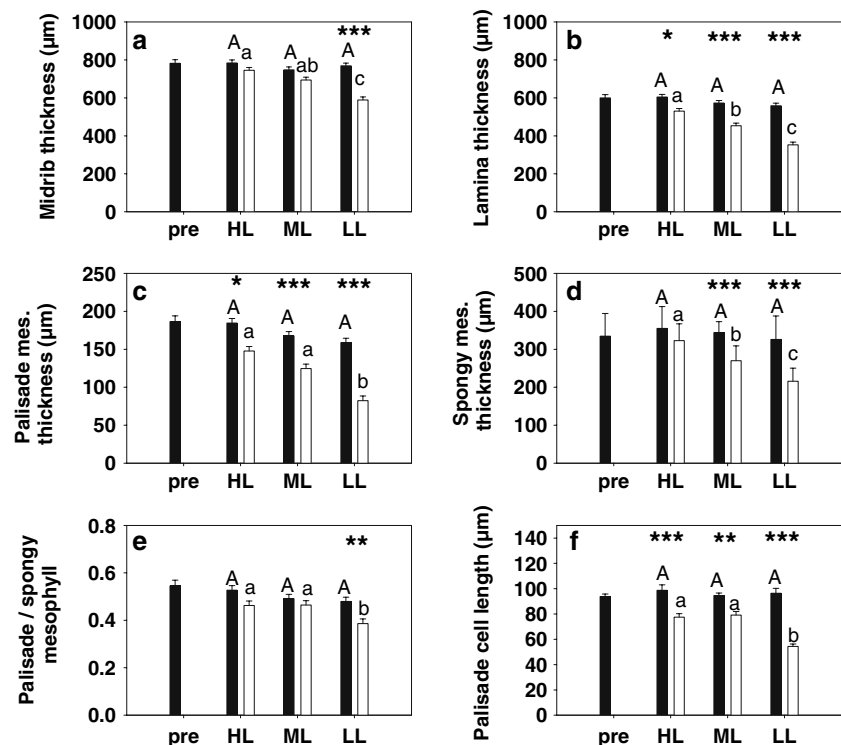 a
Midrib thickness (µm)
1000
800
600
400
200
0
A a
A ab
*** A c
pre HL ML LL
b
Lamina thickness (µm)
1000
800
600
400
200
0
* A a
*** A b
*** A c
pre HL ML LL
c
Palisade mes.
thickness (µm)
250
200
150
100
50
0
* A a
*** A a
*** A b
pre HL ML LL
d
Spongy mes.
thickness (µm)
500
400
300
200
100
0
A a
*** A b
*** A c
pre HL ML LL
e
Palisade / spongy
mesophyll
0.8
0.6
0.4
0.2
0.0
A a
A a
** A b
pre HL ML LL
f
Palisade cell length (µm)
140
120
100
80
60
40
20
0
*** A a
** A a
*** A b
pre HL ML LL